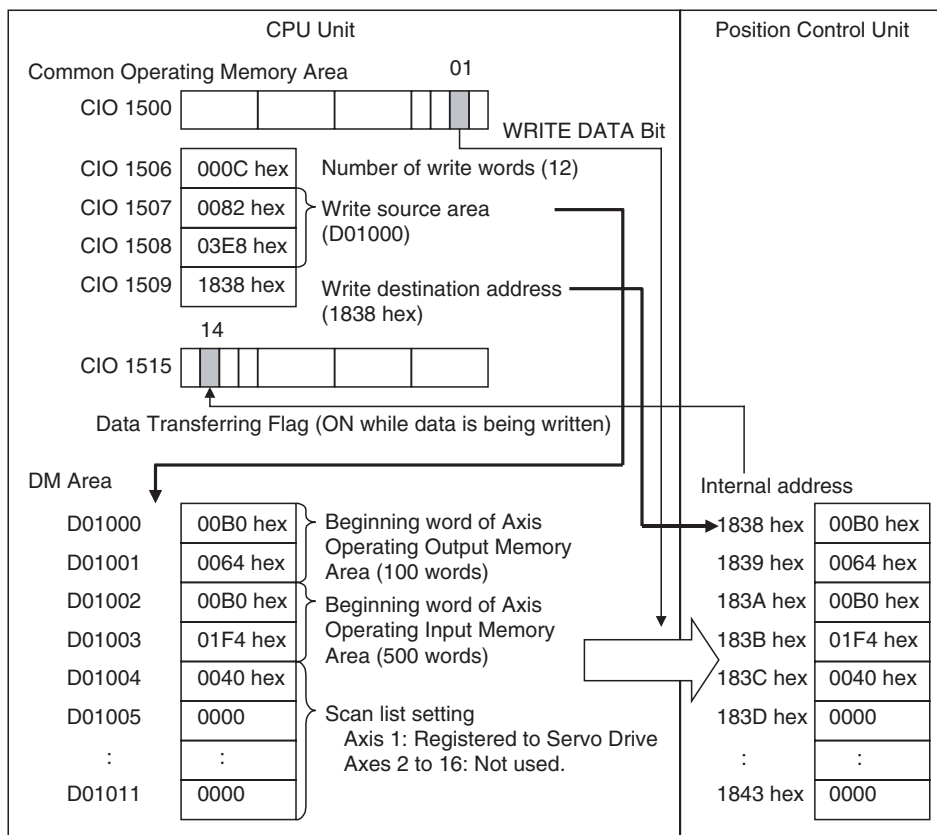 CPU Unit
Position Control Unit
Common Operating Memory Area
01
CIO 1500
WRITE DATA Bit
CIO 1506 000C hex Number of write words (12)
CIO 1507 0082 hex Write source area
(D01000)
CIO 1508 03E8 hex
CIO 1509 1838 hex Write destination address
(1838 hex)
14
CIO 1515
Data Transferring Flag (ON while data is being written)
DM Area
Internal address
D01000 00B0 hex Beginning word of Axis
Operating Output Memory
Area (100 words)
D01001 0064 hex
D01002 00B0 hex Beginning word of Axis
Operating Input Memory
Area (500 words)
D01003 01F4 hex
D01004 0040 hex
D01005 0000 Scan list setting
Axis 1: Registered to Servo Drive
Axes 2 to 16: Not used.
: :
D01011 0000
1838 hex 00B0 hex
1839 hex 0064 hex
183A hex 00B0 hex
183B hex 01F4 hex
183C hex 0040 hex
183D hex 0000
: :
1843 hex 0000